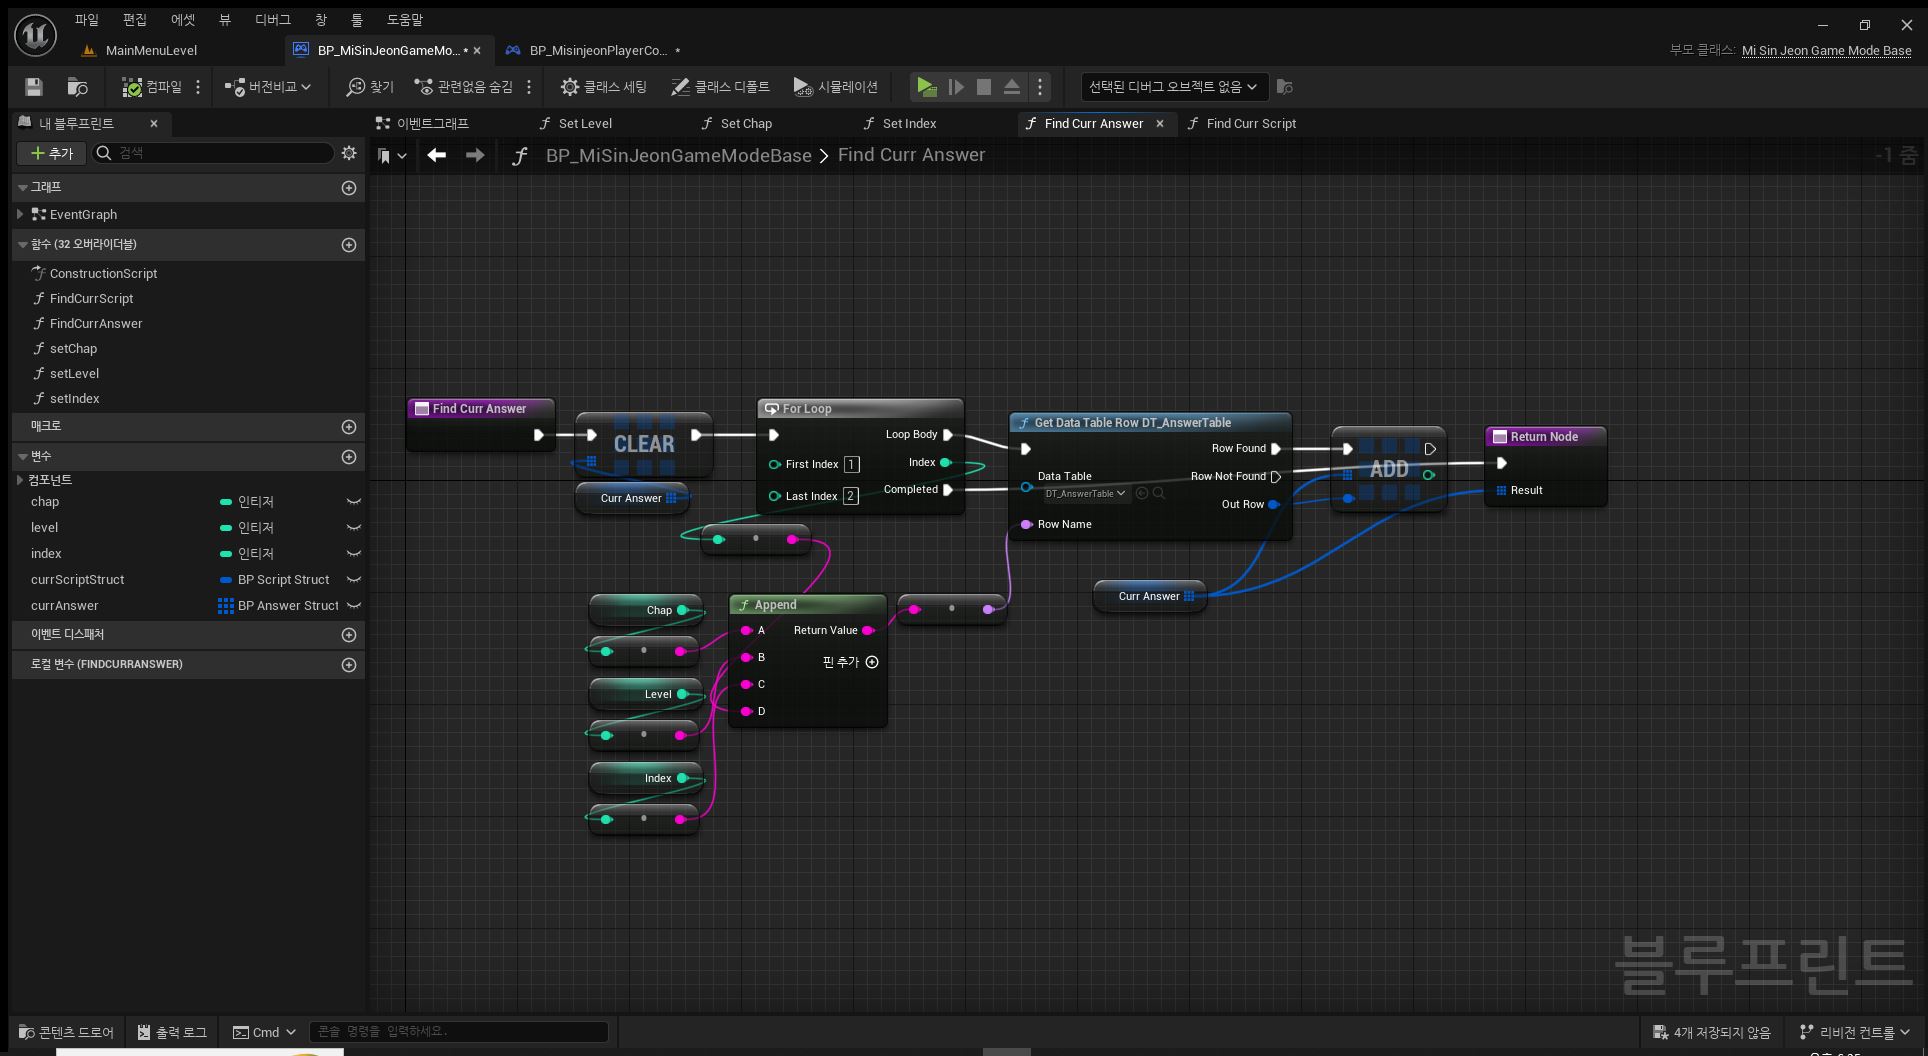 파일 편집 에셋 뷰 디버그 창 툴 도움말
MainMenuLevel BP_MiSinJeonGameMo...• BP_MisinjeonPlayerCo... •
부모 클래스: Mi Sin Jeon Game Mode Base
컴파일 버전비교 찾기 관련없음 숨김 클래스 세팅 클래스 디폴트 시뮬레이션 선택된 디버그 오브젝트 없음
내 블루프린트 이벤트그래프 Set Level Set Chap Set Index Find Curr Answer Find Curr Script
추가 검색
BP_MiSinJeonGameModeBase > Find Curr Answer
-1 줌
그래프
EventGraph
함수 (32 오버라이더블)
ConstructionScript
FindCurrScript
FindCurrAnswer
setChap
setLevel
setIndex
매크로
변수
컴포넌트
chap 인티저
level 인티저
index 인티저
currScriptStruct BP Script Struct
currAnswer BP Answer Struct
이벤트 디스패처
로컬 변수 (FINDCURRANSWER)
Find Curr Answer
CLEAR
Curr Answer
For Loop
Loop Body
First Index 1
Index
Last Index 2
Completed
Get Data Table Row DT_AnswerTable
Row Found
Data Table
DT_AnswerTable
Row Not Found
Out Row
Row Name
ADD
Return Node
Result
Curr Answer
Chap
Level
Index
Append
A Return Value
B
핀 추가
C
D
블루프린트
콘텐츠 드로어 출력 로그 Cmd 콘솔 명령을 입력하세요.
4개 저장되지 않음 리비전 컨트롤